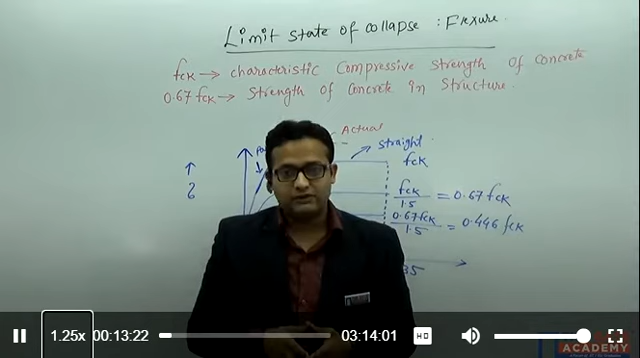 Limit state of collapse : Flexure.
fck → characteristic Compressive strength of concrete
0.67 fck → Strength of Concrete in Structure.
Actual
straight
fck
fck/1.5 = 0.67 fck
0.67fck/1.5 = 0.446 fck
35
1.25x 00:13:22 03:14:01 HD
ACADEMY